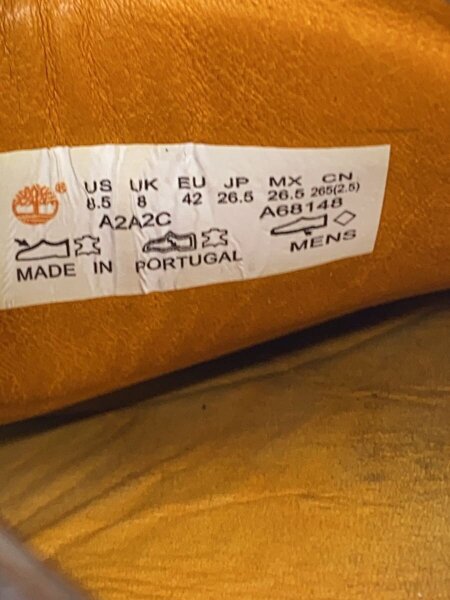 ® US UK EU JP MX CN
8.5 8 42 26.5 26.5 265(2.5)
A2A2C A68148
MADE IN PORTUGAL MENS